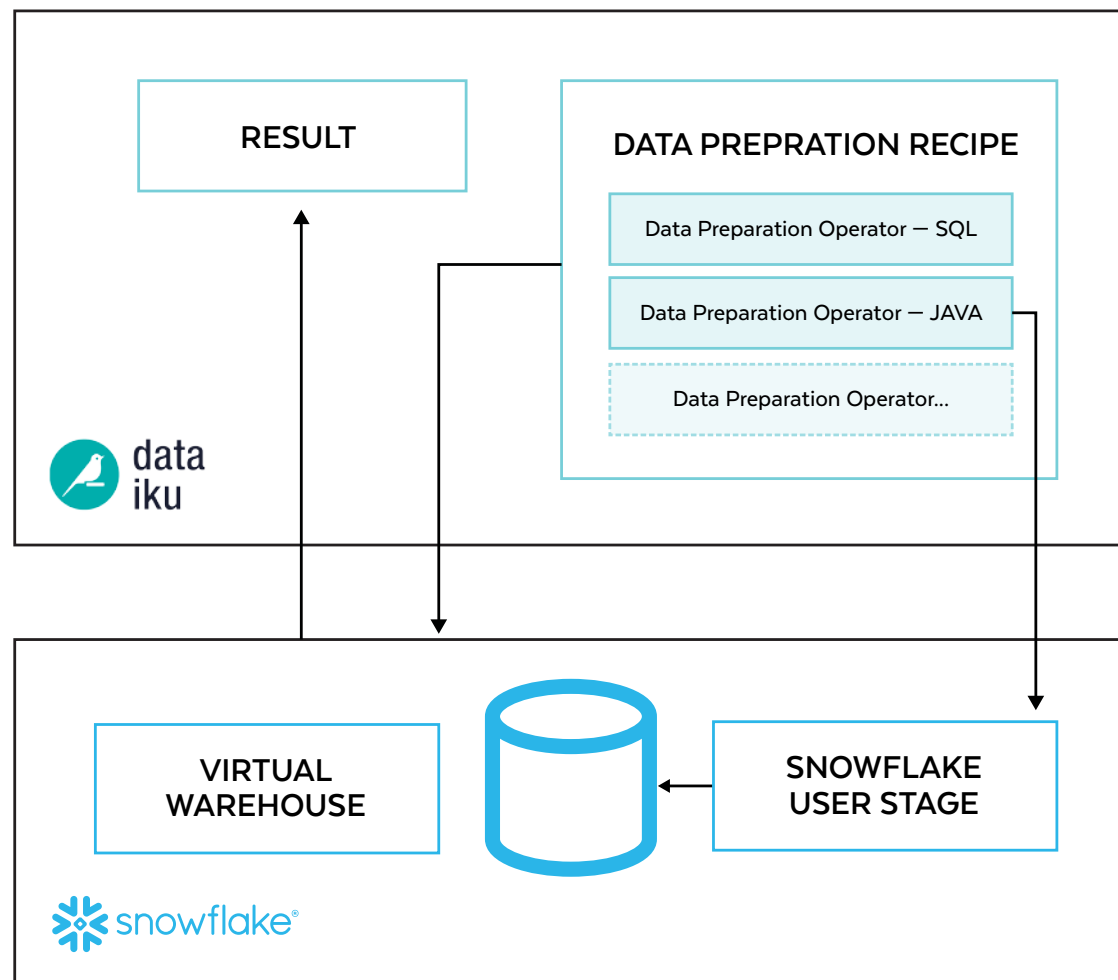 RESULT
DATA PREPRATION RECIPE
Data Preparation Operator — SQL
Data Preparation Operator — JAVA
Data Preparation Operator...
data
iku
VIRTUAL
WAREHOUSE
SNOWFLAKE
USER STAGE
snowflake®